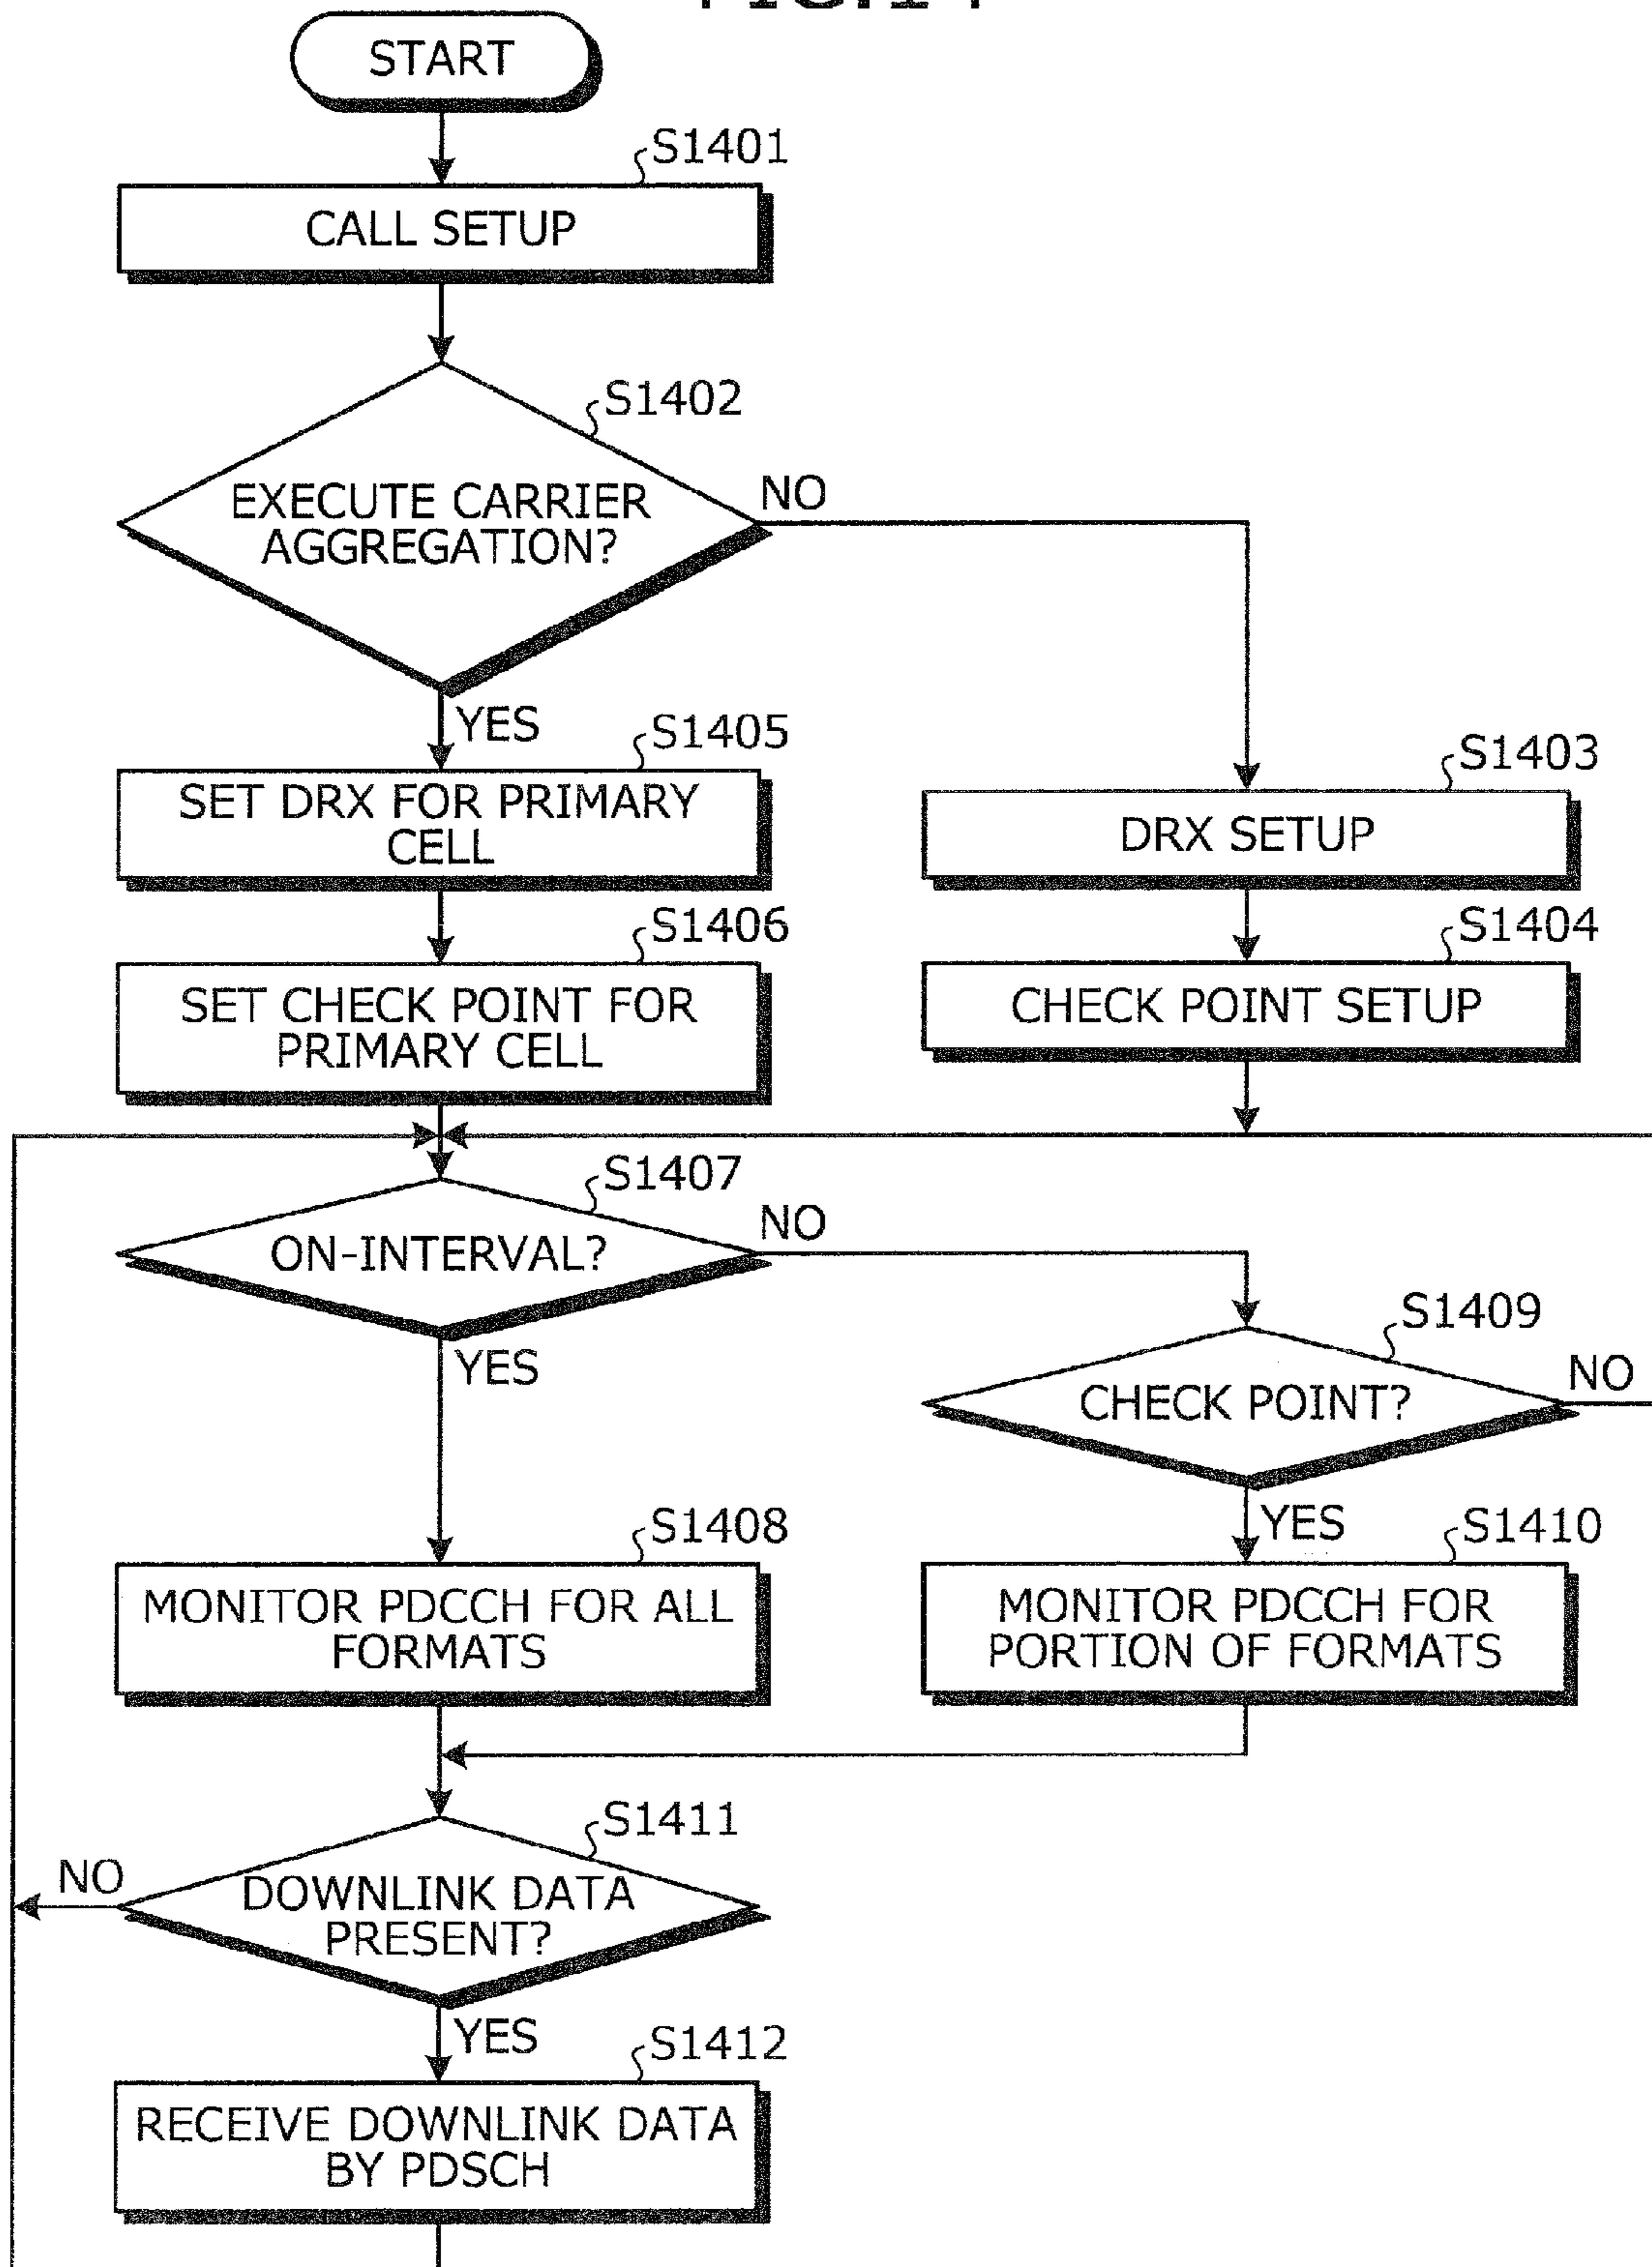 START
S1401
CALL SETUP
S1402
EXECUTE CARRIER
AGGREGATION?
NO
YES
S1405
SET DRX FOR PRIMARY
CELL
S1403
DRX SETUP
S1406
SET CHECK POINT FOR
PRIMARY CELL
S1404
CHECK POINT SETUP
S1407
ON-INTERVAL?
NO
YES
S1409
CHECK POINT?
NO
YES
S1408
MONITOR PDCCH FOR ALL
FORMATS
S1410
MONITOR PDCCH FOR
PORTION OF FORMATS
S1411
DOWNLINK DATA
PRESENT?
NO
YES
S1412
RECEIVE DOWNLINK DATA
BY PDSCH